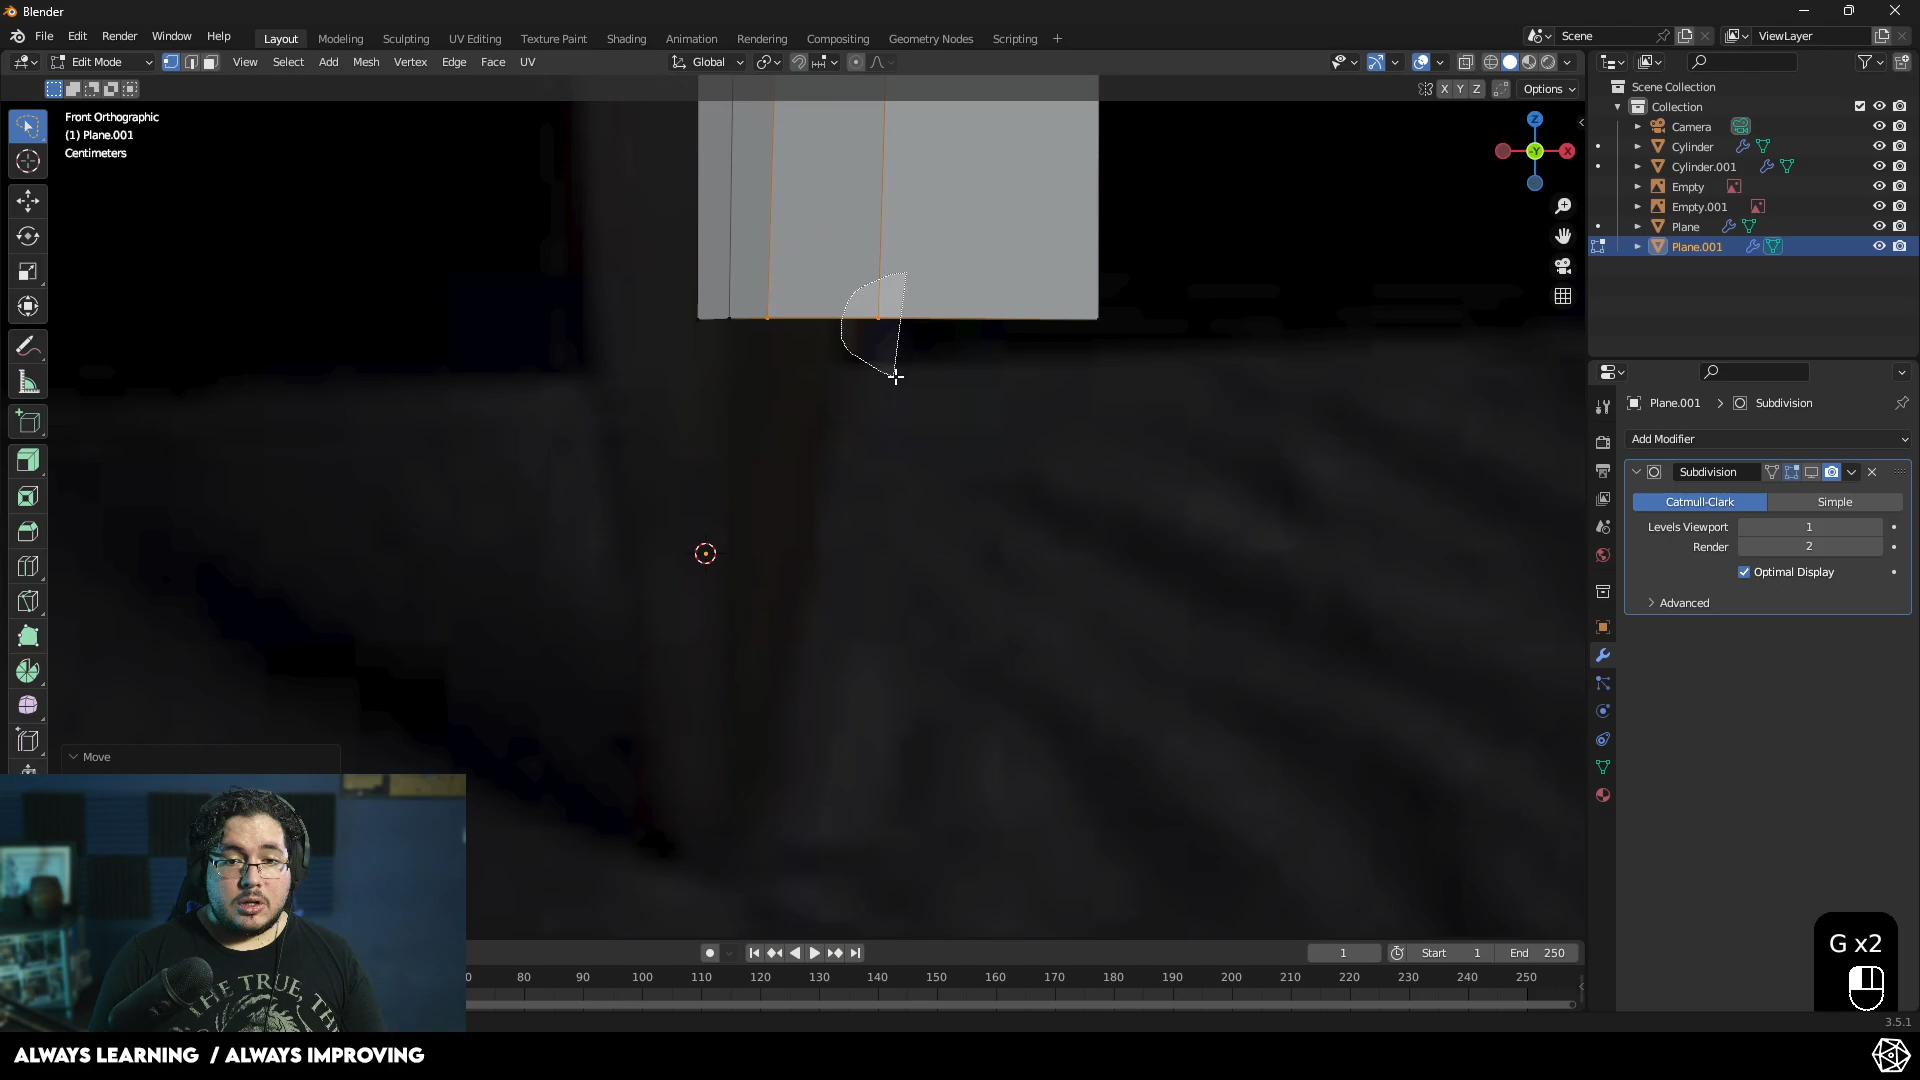 Blender
File Edit Render Window Help
Layout Modeling Sculpting UV Editing Texture Paint Shading Animation Rendering Compositing Geometry Nodes Scripting +
Scene
ViewLayer
Edit Mode
View Select Add Mesh Vertex Edge Face UV
Global
X Y Z
Options
Front Orthographic
(1) Plane.001
Centimeters
Z
-Y
X
Scene Collection
Collection
Camera
Cylinder
Cylinder.001
Empty
Empty.001
Plane
Plane.001
Plane.001 > Subdivision
Add Modifier
Subdivision
Catmull-Clark Simple
Levels Viewport 1
Render 2
Optimal Display
Advanced
Move
1 Start 1 End 250
0 80 90 100 110 120 130 140 150 160 170 180 190 200 210 220 230 240 250
G x2
3.5.1
THE TRUE, TH
ALWAYS LEARNING / ALWAYS IMPROVING